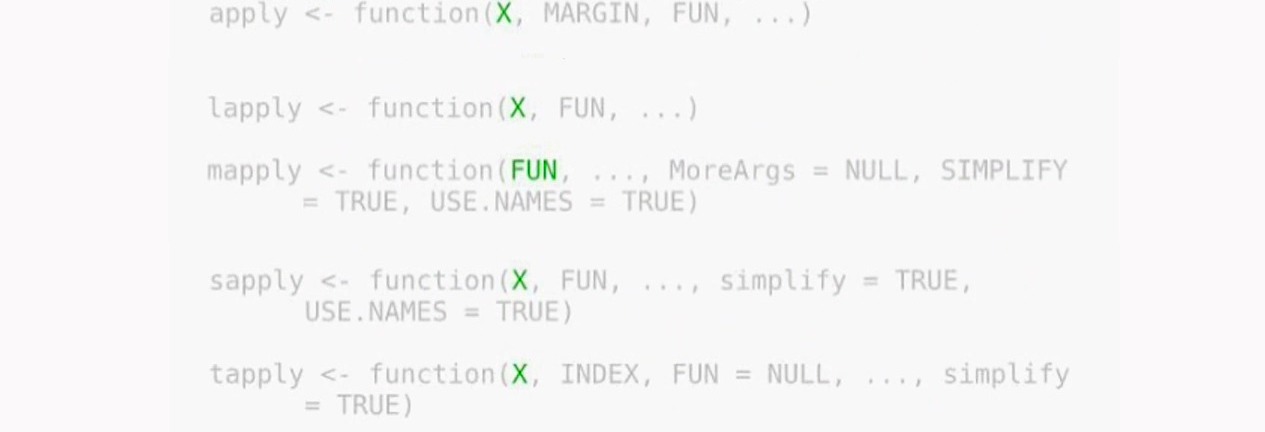 apply <- function(X, MARGIN, FUN, ...)
lapply <- function(X, FUN, ...)
mapply <- function(FUN, ..., MoreArgs = NULL, SIMPLIFY
= TRUE, USE.NAMES = TRUE)
sapply <- function(X, FUN, ..., simplify = TRUE,
USE.NAMES = TRUE)
tapply <- function(X, INDEX, FUN = NULL, ..., simplify
= TRUE)